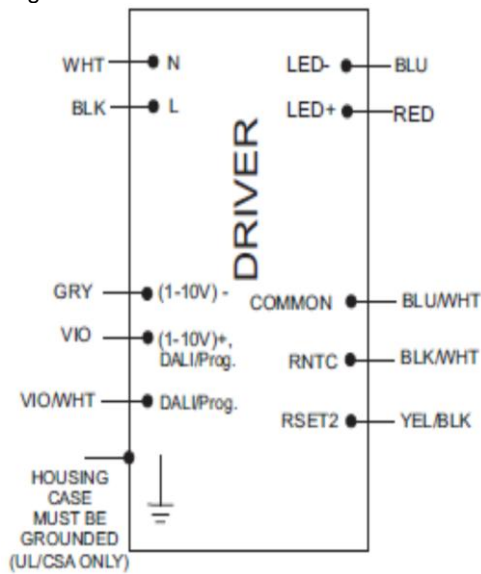 WHT
N
LED-
BLU
BLK
L
LED+
RED
DRIVER
GRY
(1-10V) -
COMMON
BLU/WHT
VIO
(1-10V)+,
DALI/Prog.
RNTC
BLK/WHT
VIO/WHT
DALI/Prog.
RSET2
YEL/BLK
HOUSING
CASE
MUST BE
GROUNDED
(UL/CSA ONLY)